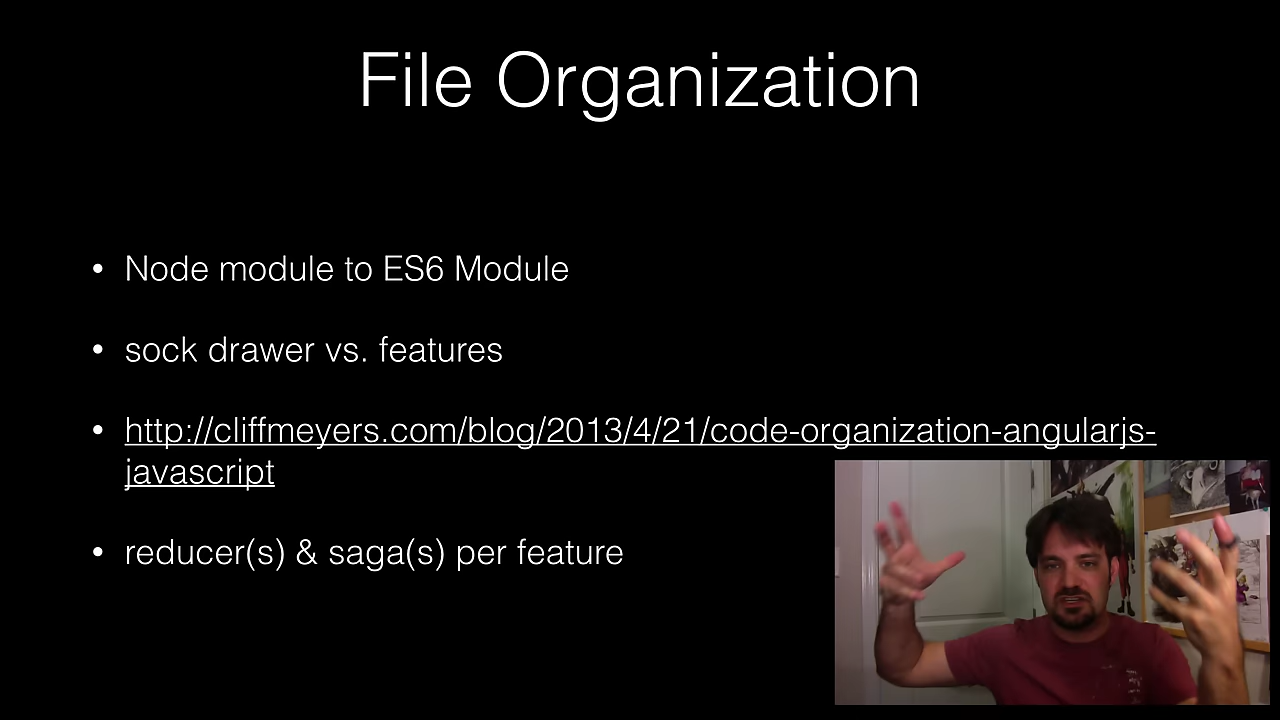 File Organization
• Node module to ES6 Module
• sock drawer vs. features
• http://cliffmeyers.com/blog/2013/4/21/code-organization-angularjs-
javascript
• reducer(s) & saga(s) per feature